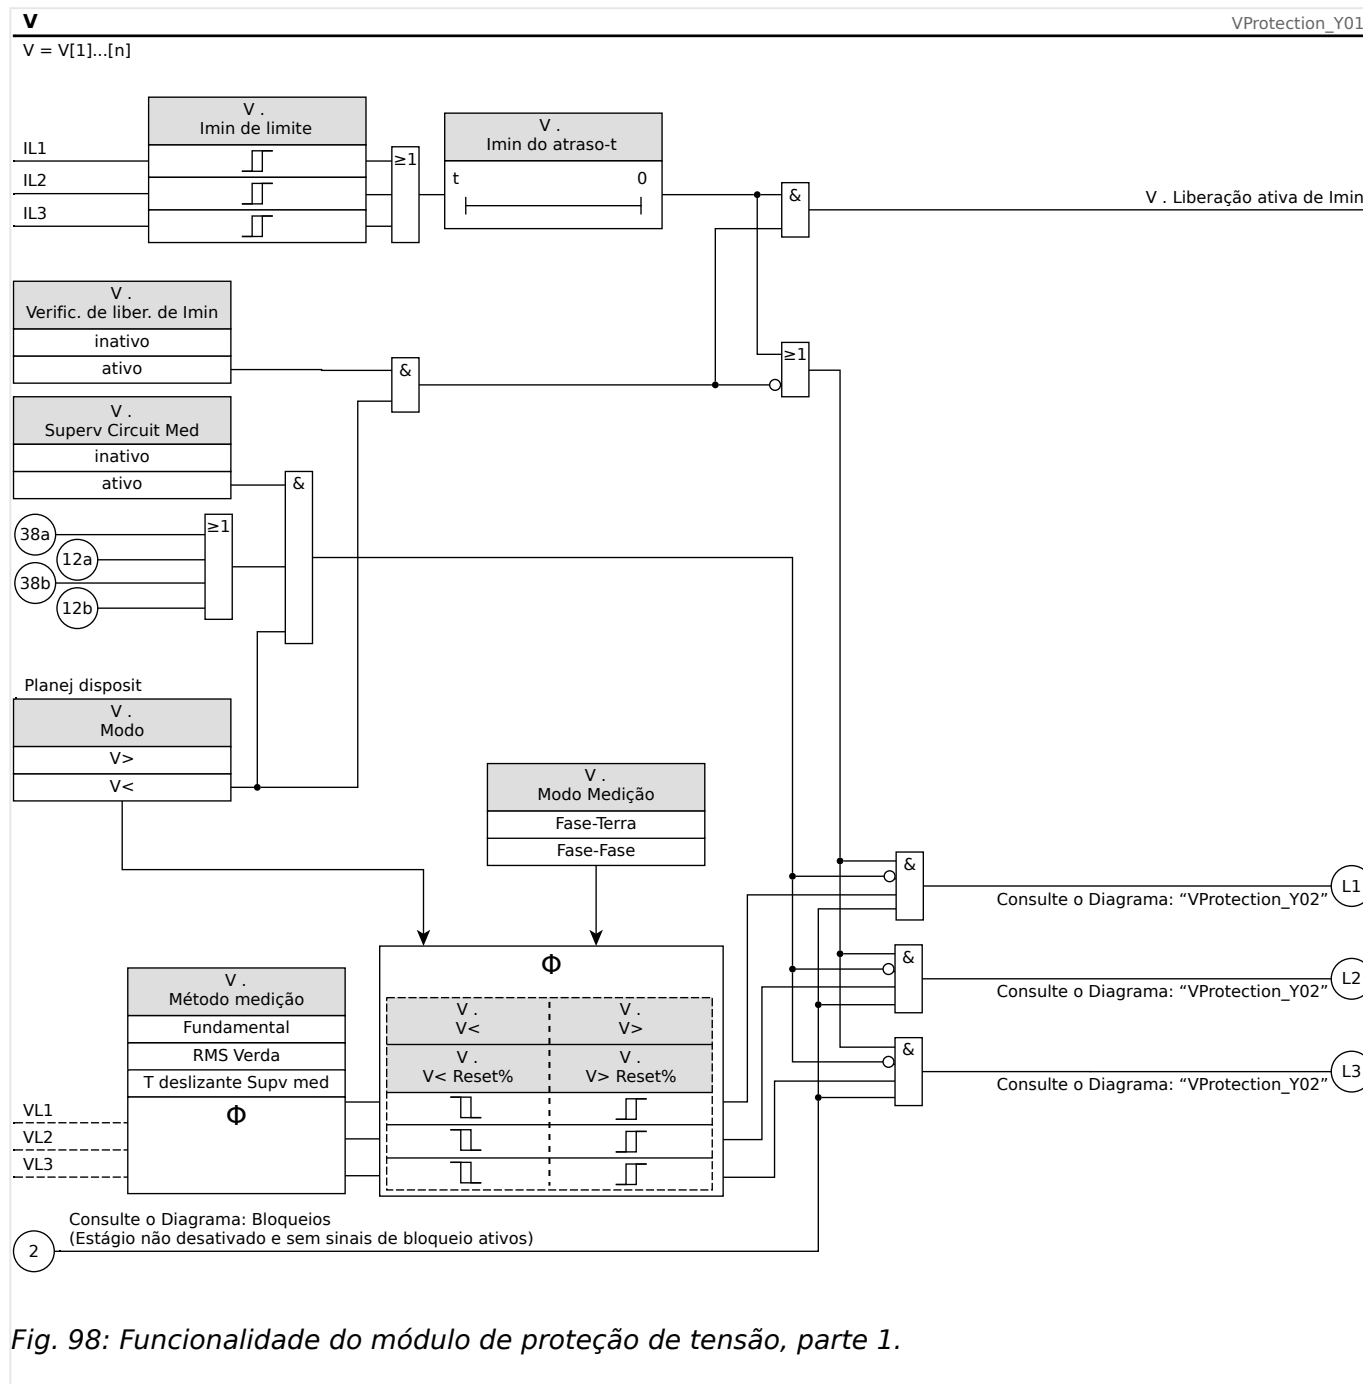 V
VProtection_Y01
V = V[1]...[n]
V .
Imin de limite
IL1
IL2
IL3
≥1
V .
Imin do atraso-t
t
0
&
V . Liberação ativa de Imin
V .
Verific. de liber. de Imin
inativo
ativo
&
≥1
V .
Superv Circuit Med
inativo
ativo
&
38a
12a
38b
12b
≥1
Planej disposit
V .
Modo
V>
V<
V .
Modo Medição
Fase-Terra
Fase-Fase
&
L1
Consulte o Diagrama: “VProtection_Y02”
&
L2
Consulte o Diagrama: “VProtection_Y02”
&
L3
Consulte o Diagrama: “VProtection_Y02”
Φ
V .
V<
V .
V>
V .
V< Reset%
V .
V> Reset%
V .
Método medição
Fundamental
RMS Verda
T deslizante Supv med
Φ
VL1
VL2
VL3
2
Consulte o Diagrama: Bloqueios
(Estágio não desativado e sem sinais de bloqueio ativos)
Fig. 98: Funcionalidade do módulo de proteção de tensão, parte 1.